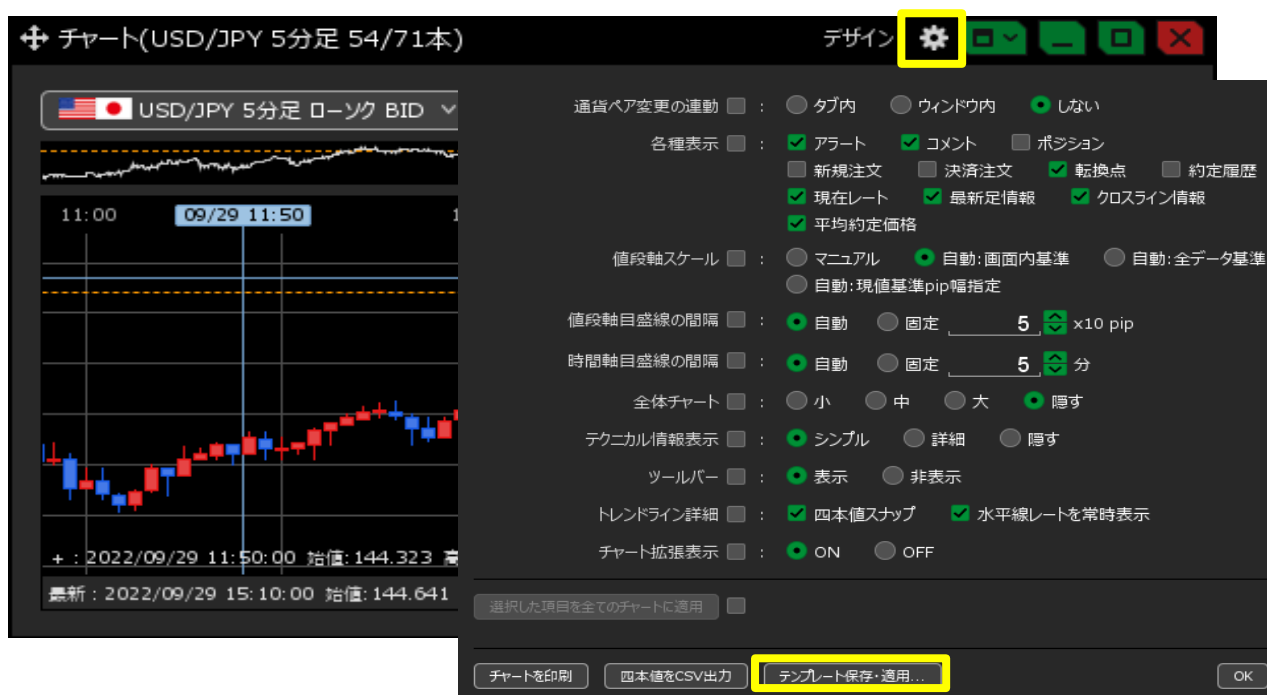 チャート(USD/JPY 5分足 54/71本)
デザイン
USD/JPY 5分足 ローソク BID
11:00
09/29 11:50
1
+ : 2022/09/29 11:50:00 始値:144.323 高
最新 : 2022/09/29 15:10:00 始値:144.641
通貨ペア変更の連動 : タブ内 ウィンドウ内 しない
各種表示 : アラート コメント ポジション
新規注文 決済注文 転換点 約定履歴
現在レート 最新足情報 クロスライン情報
平均約定価格
値段軸スケール : マニュアル 自動:画面内基準 自動:全データ基準
自動:現値基準pip幅指定
値段軸目盛線の間隔 : 自動 固定 5 x10 pip
時間軸目盛線の間隔 : 自動 固定 5 分
全体チャート : 小 中 大 隠す
テクニカル情報表示 : シンプル 詳細 隠す
ツールバー : 表示 非表示
トレンドライン詳細 : 四本値スナップ 水平線レートを常時表示
チャート拡張表示 : ON OFF
選択した項目を全てのチャートに適用
チャートを印刷 四本値をCSV出力 テンプレート保存・適用... OK